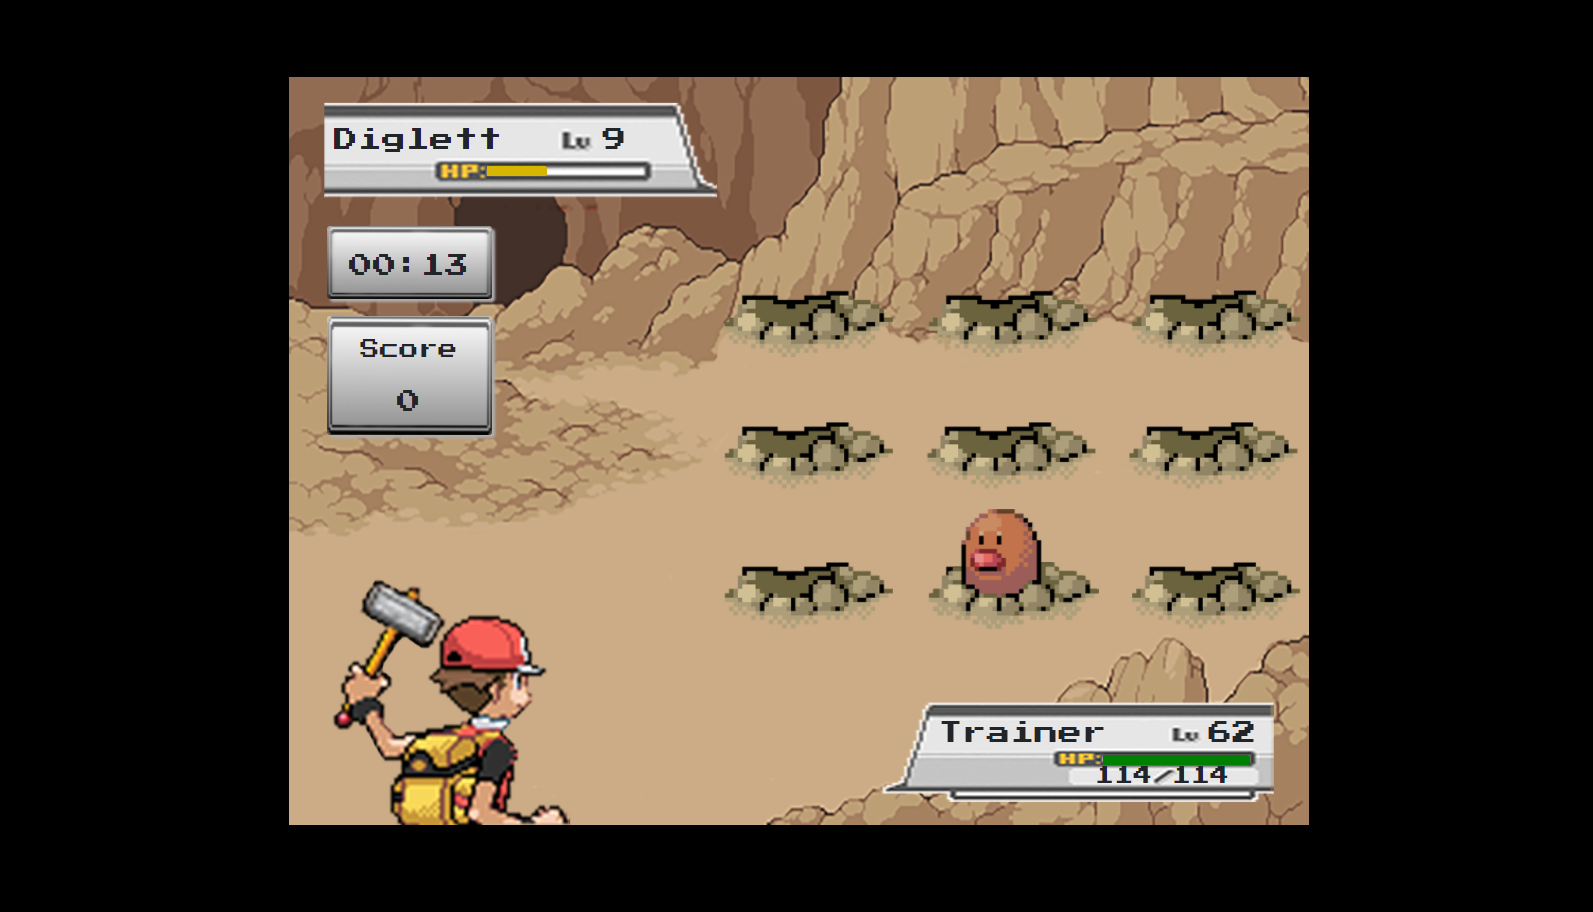 Diglett Lv 9
HP:
00:13
Score
0
Trainer Lv 62
HP:
114/114